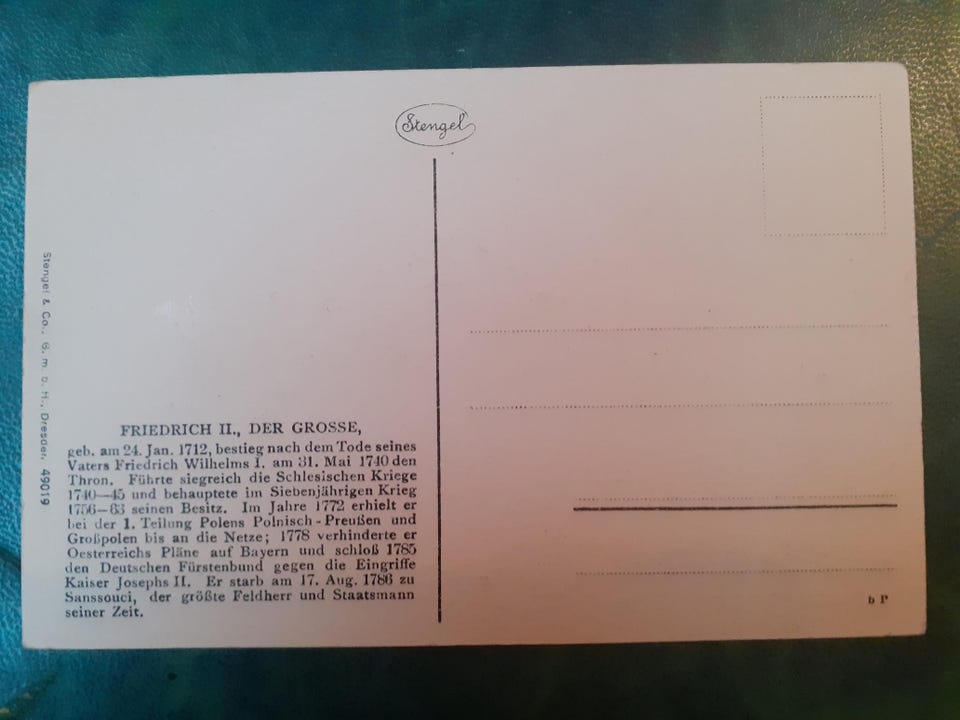 Stengel
Stengel & Co., G. m. b. H., Dresden 49019
FRIEDRICH II., DER GROSSE,
geb. am 24. Jan. 1712, bestieg nach dem Tode seines
Vaters Friedrich Wilhelms I. am 31. Mai 1740 den
Thron. Führte siegreich die Schlesischen Kriege
1740—45 und behauptete im Siebenjährigen Krieg
1756—63 seinen Besitz. Im Jahre 1772 erhielt er
bei der 1. Teilung Polens Polnisch-Preußen und
Großpolen bis an die Netze; 1778 verhinderte er
Oesterreichs Pläne auf Bayern und schloß 1785
den Deutschen Fürstenbund gegen die Eingriffe
Kaiser Josephs II. Er starb am 17. Aug. 1786 zu
Sanssouci, der größte Feldherr und Staatsmann
seiner Zeit.
b P